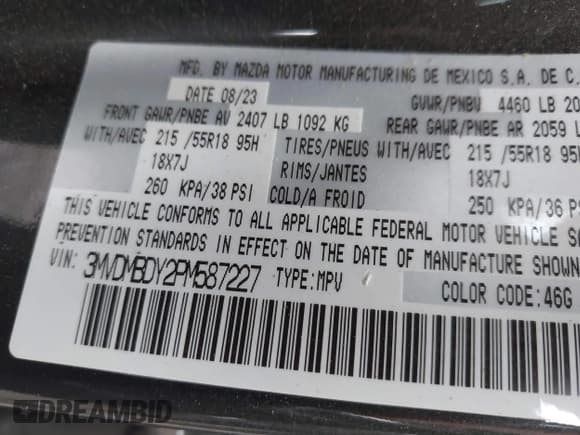 MFD. BY MAZDA MOTOR MANUFACTURING DE MEXICO S.A. DE C.
DATE 08/23 GVWR/PNBV 4460 LB 20
FRONT GAWR/PNBE AV 2407 LB 1092 KG REAR GAWR/PNBE AR 2059 L
WITH/AVEC 215 /55R18 95H TIRES/PNEUS WITH/AVEC 215 /55R18 95H
18X7J RIMS/JANTES 18X7J
260 KPA/38 PSI COLD/A FROID 250 KPA/36 PSI
THIS VEHICLE CONFORMS TO ALL APPLICABLE FEDERAL MOTOR VEHICLE SA
PREVENTION STANDARDS IN EFFECT ON THE DATE OF MANUFACTURE SHOWN
VIN: 3MVDMBDY2PM587227 TYPE:MPV COLOR CODE:46G
DREAMBID